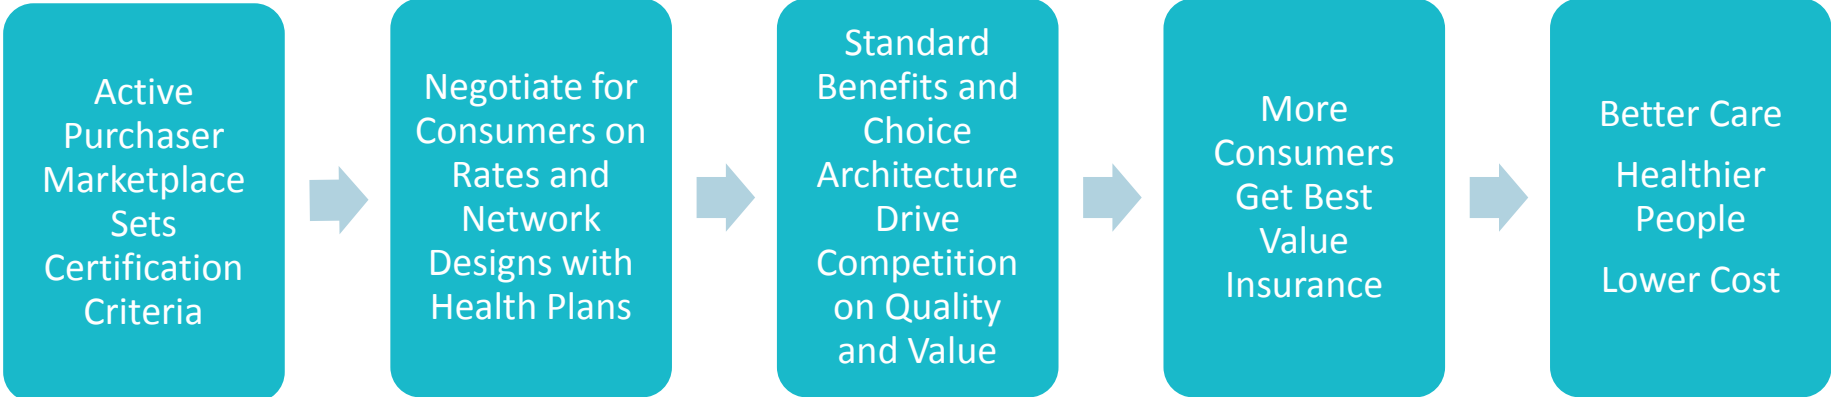 Active
Purchaser
Marketplace
Sets
Certification
Criteria
Negotiate for
Consumers on
Rates and
Network
Designs with
Health Plans
Standard
Benefits and
Choice
Architecture
Drive
Competition
on Quality
and Value
More
Consumers
Get Best
Value
Insurance
Better Care
Healthier
People
Lower Cost